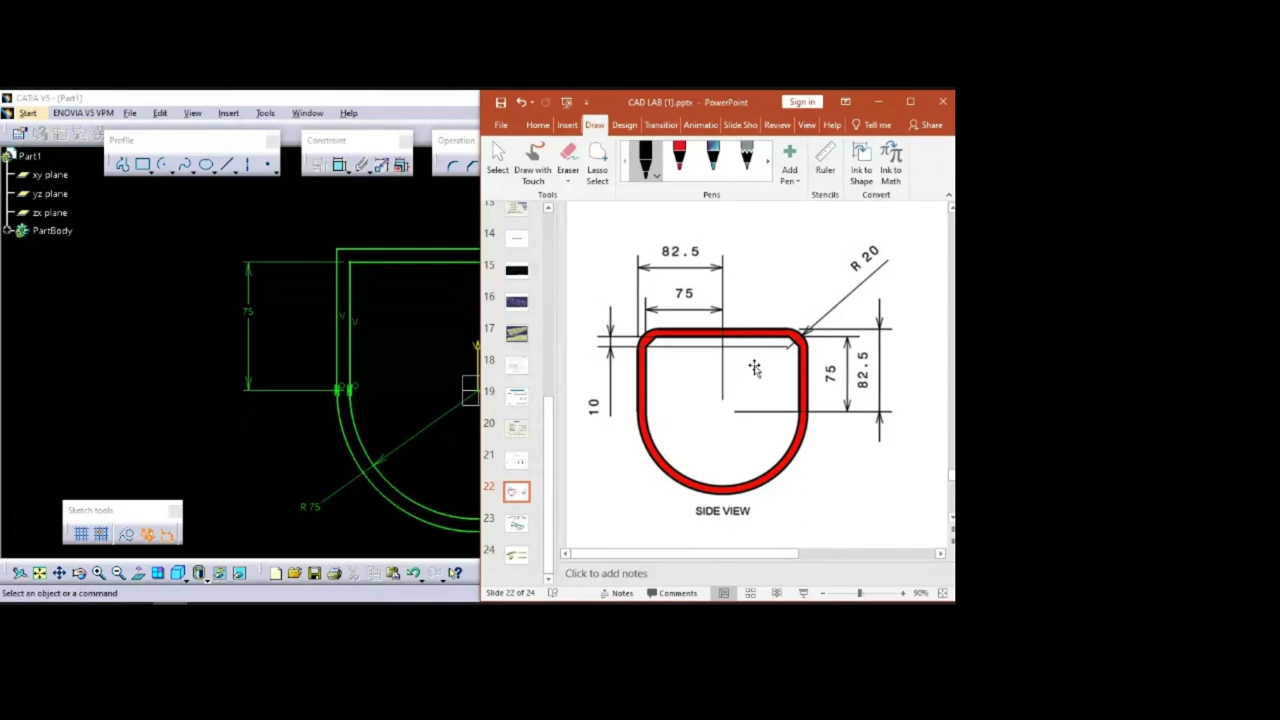 CATIA V5 - [Part1]
Start ENOVIA V5 VPM File Edit View Insert Tools Window Help
Profile
Constraint
Operation
Part1
xy plane
yz plane
zx plane
PartBody
75
V
V
R 75
Sketch tools
Select an object or a command
CAD LAB (1).pptx - PowerPoint
Sign in
File Home Insert Draw Design Transitior Animatic Slide Sho Review View Help Tell me Share
Select
Draw with Touch
Eraser
Lasso Select
Add Pen
Ruler
Ink to Shape
Ink to Math
Tools
Pens
Stencils
Convert
14
15
16
17
18
19
20
21
22
23
24
82.5
75
R 20
10
75
82.5
SIDE VIEW
Click to add notes
Slide 22 of 24
Notes
Comments
90%